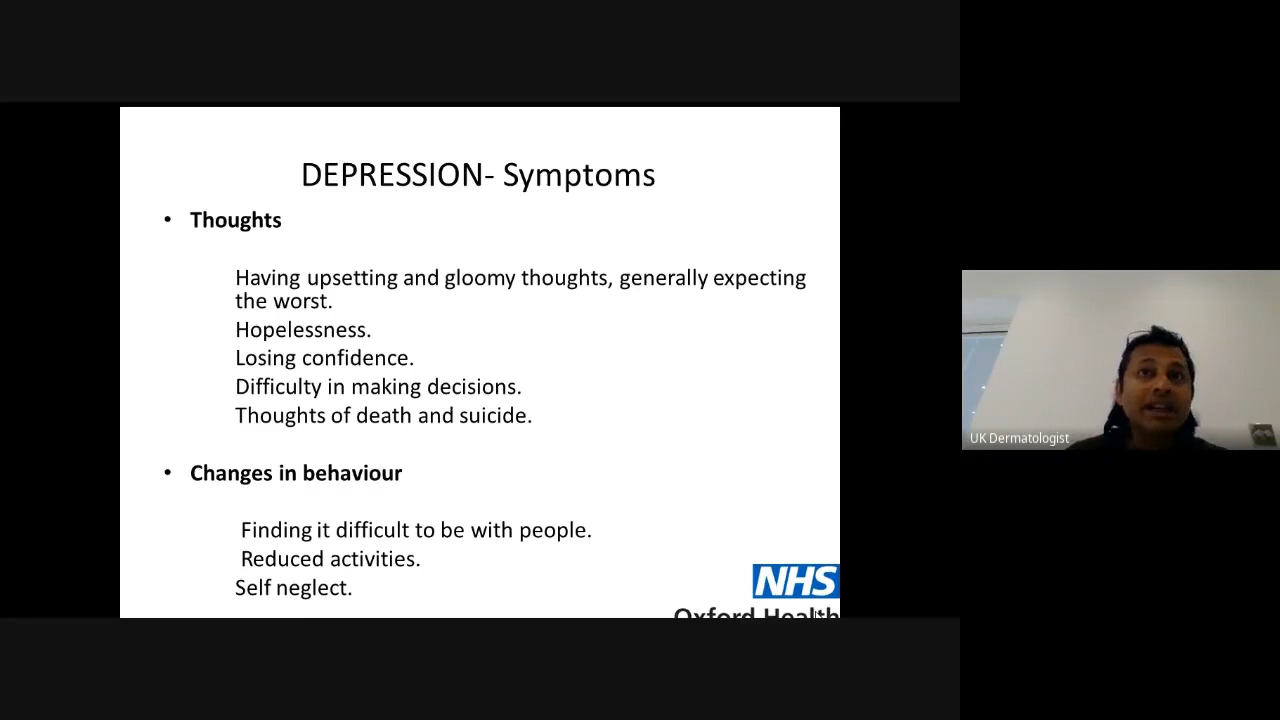 DEPRESSION- Symptoms
• Thoughts
Having upsetting and gloomy thoughts, generally expecting
the worst.
Hopelessness.
Losing confidence.
Difficulty in making decisions.
Thoughts of death and suicide.
• Changes in behaviour
Finding it difficult to be with people.
Reduced activities.
Self neglect.
NHS
Oxford Health
UK Dermatologist